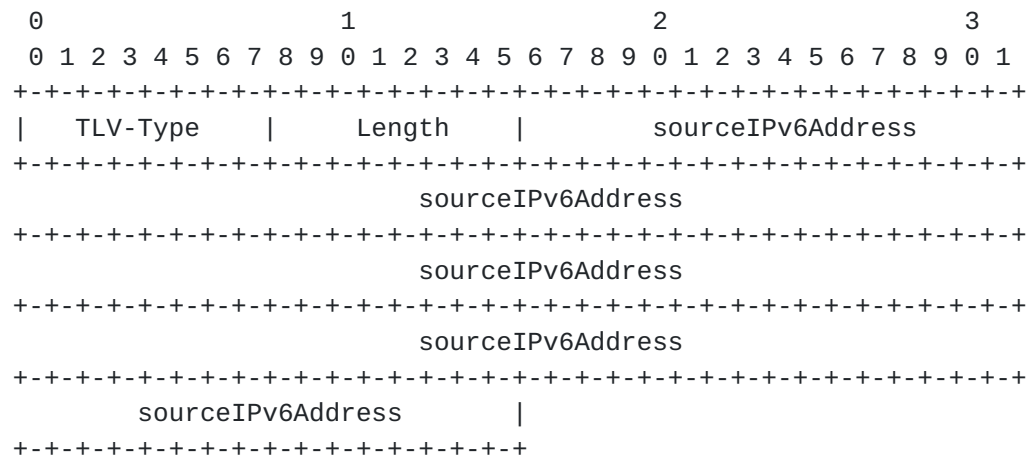 0                   1                   2                   3
 0 1 2 3 4 5 6 7 8 9 0 1 2 3 4 5 6 7 8 9 0 1 2 3 4 5 6 7 8 9 0 1
+-+-+-+-+-+-+-+-+-+-+-+-+-+-+-+-+-+-+-+-+-+-+-+-+-+-+-+-+-+-+-+-+
|   TLV-Type    |     Length    |        sourceIPv6Address
+-+-+-+-+-+-+-+-+-+-+-+-+-+-+-+-+-+-+-+-+-+-+-+-+-+-+-+-+-+-+-+-+
                          sourceIPv6Address
+-+-+-+-+-+-+-+-+-+-+-+-+-+-+-+-+-+-+-+-+-+-+-+-+-+-+-+-+-+-+-+-+
                          sourceIPv6Address
+-+-+-+-+-+-+-+-+-+-+-+-+-+-+-+-+-+-+-+-+-+-+-+-+-+-+-+-+-+-+-+-+
                          sourceIPv6Address
+-+-+-+-+-+-+-+-+-+-+-+-+-+-+-+-+-+-+-+-+-+-+-+-+-+-+-+-+-+-+-+-+
        sourceIPv6Address       |
+-+-+-+-+-+-+-+-+-+-+-+-+-+-+-+-+